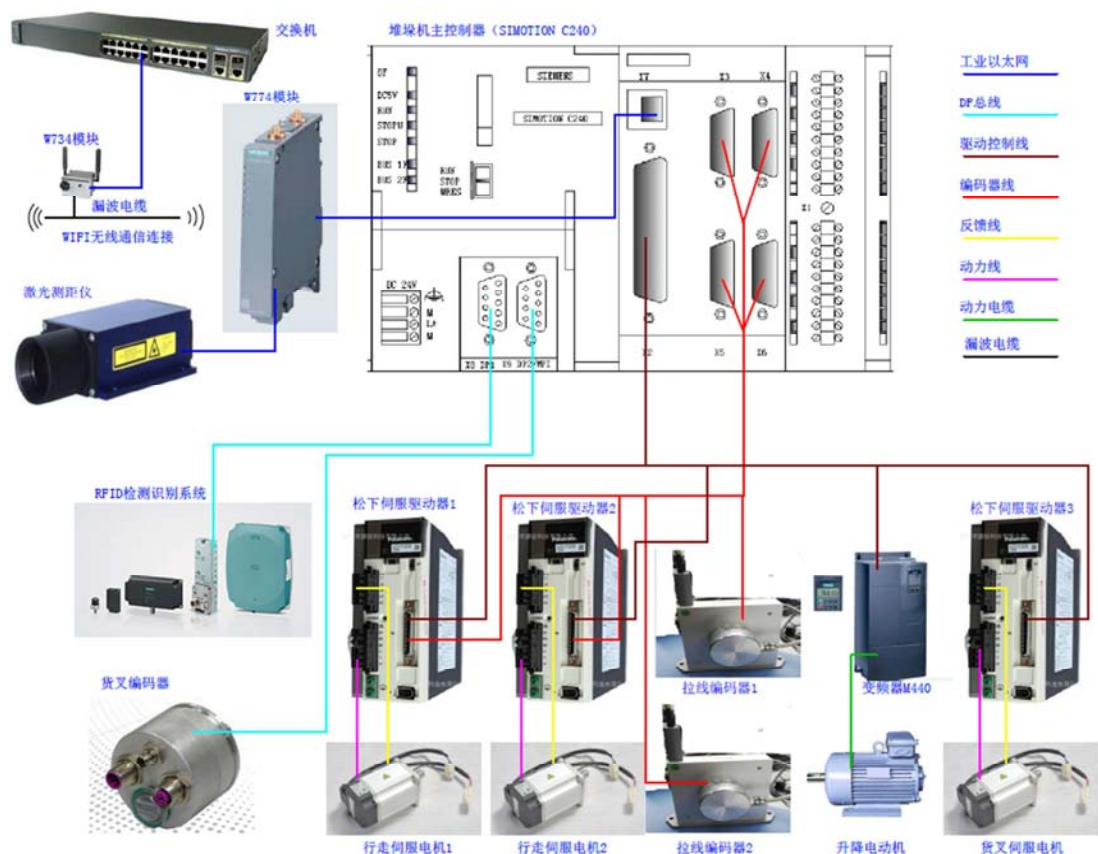 交换机
堆垛机主控制器（SIMOTION C240）
工业以太网
DP总线
驱动控制线
编码器线
反馈线
动力线
动力电缆
漏波电缆
W774模块
W734模块
漏波电缆
WIFI无线通信连接
激光测距仪
SF
DC5V
RUN
STOPU
STOP
BUS 1
BUS 2
SIEMENS
SIMOTION C240
RUN
STOP
MRES
X7
X3
X4
X1
DC 24V
M
L+
M
X8 DP1
X9 DP2/MPI
X2
X5
X6
RFID检测识别系统
松下伺服驱动器1
松下伺服驱动器2
松下伺服驱动器3
拉线编码器1
变频器M440
货叉编码器
行走伺服电机1
行走伺服电机2
拉线编码器2
升降电动机
货叉伺服电机